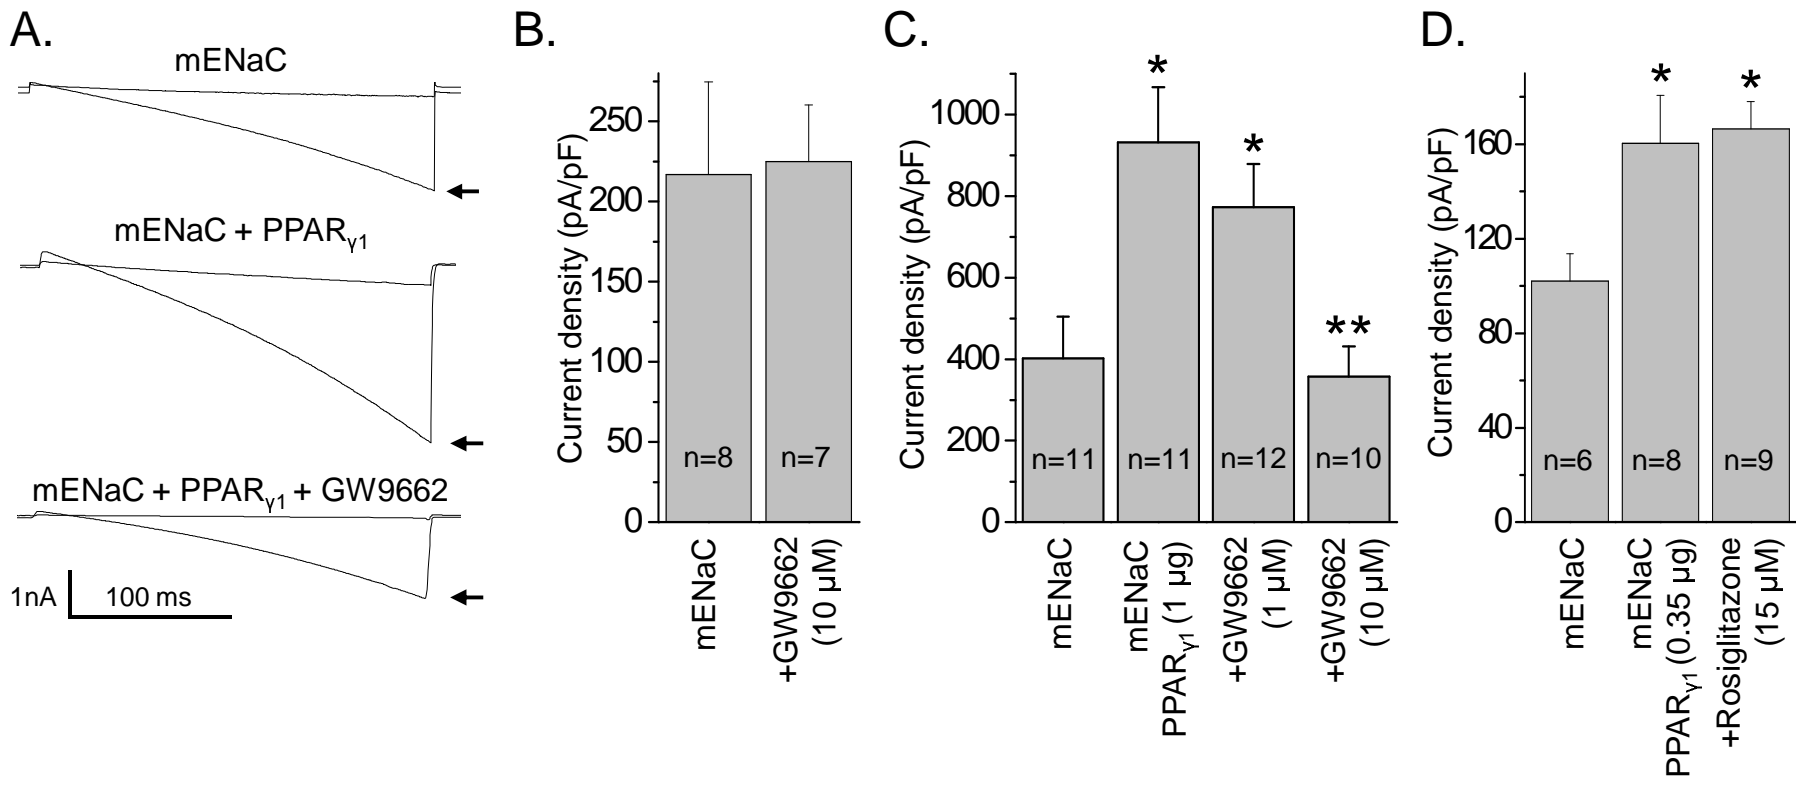 A.
mENaC
mENaC + PPARγ1
mENaC + PPARγ1 + GW9662
1nA
100 ms
B.
Current density (pA/pF)
250
200
150
100
50
0
n=8
n=7
mENaC
+GW9662
(10 µM)
C.
Current density (pA/pF)
1000
800
600
400
200
0
*
*
**
n=11
n=11
n=12
n=10
mENaC
mENaC
PPARγ1 (1 µg)
+GW9662
(1 µM)
+GW9662
(10 µM)
D.
Current density (pA/pF)
160
120
80
40
0
*
*
n=6
n=8
n=9
mENaC
mENaC
PPARγ1 (0.35 µg)
+Rosiglitazone
(15 µM)